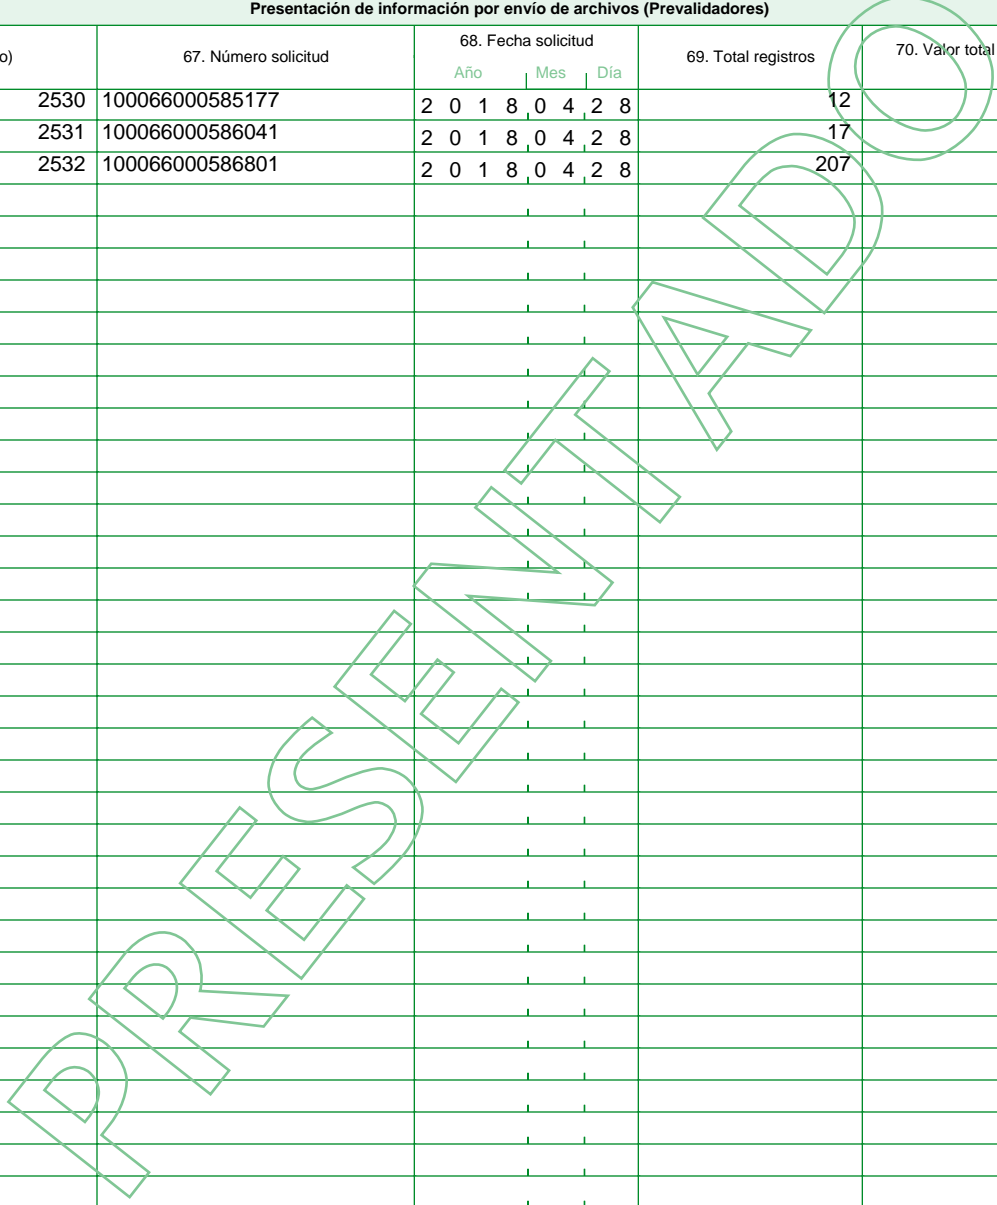 Presentación de información por envío de archivos (Prevalidadores)
o) 67. Número solicitud 68. Fecha solicitud 69. Total registros 70. Valor total
Año Mes Día
2530 100066000585177 2 0 1 8 0 4 2 8 12
2531 100066000586041 2 0 1 8 0 4 2 8 17
2532 100066000586801 2 0 1 8 0 4 2 8 207
PRESENTADO